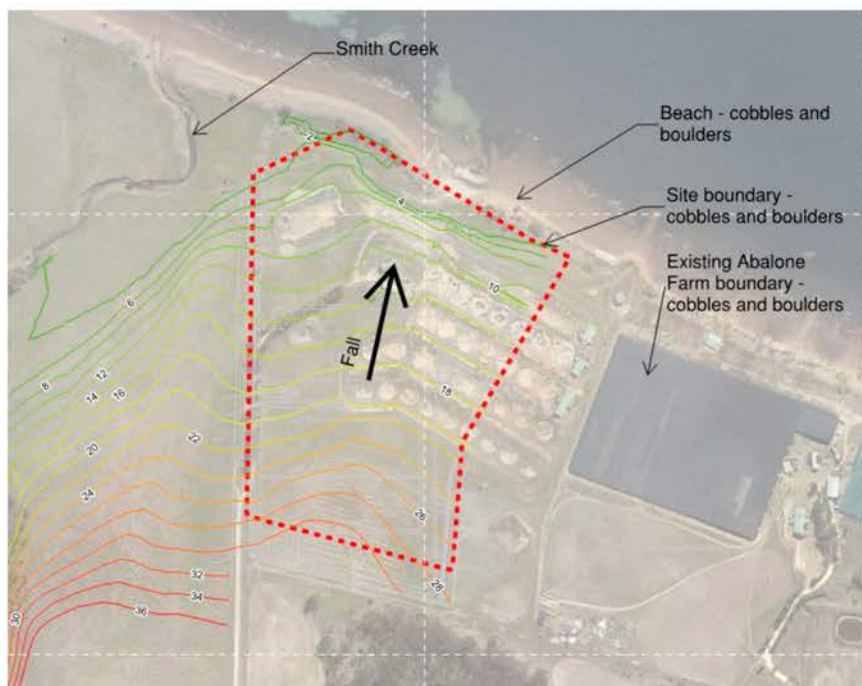 Smith Creek
Beach - cobbles and
boulders
Site boundary -
cobbles and boulders
Existing Abalone
Farm boundary -
cobbles and boulders
Fall
2
4
6
10
8
12
14
16
18
20
22
24
26
28
30
32
34
36